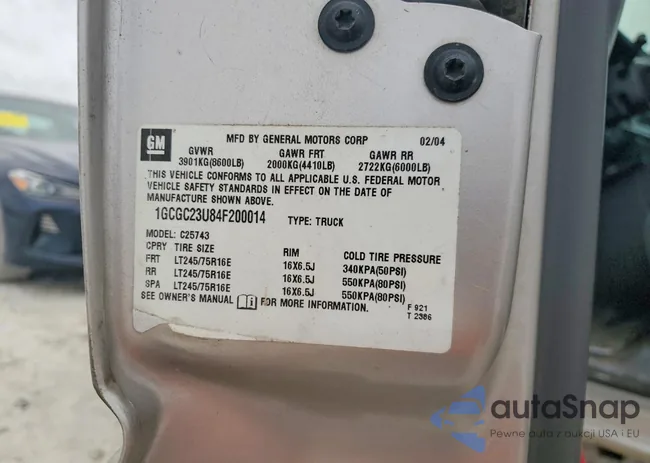 GM
MFD BY GENERAL MOTORS CORP 02/04
GVWR GAWR FRT GAWR RR
3901KG(8600LB) 2000KG(4410LB) 2722KG(6000LB)
THIS VEHICLE CONFORMS TO ALL APPLICABLE U.S. FEDERAL MOTOR
VEHICLE SAFETY STANDARDS IN EFFECT ON THE DATE OF
MANUFACTURE SHOWN ABOVE.
1GCGC23U84F200014 TYPE: TRUCK
MODEL: C25743
CPRY TIRE SIZE RIM COLD TIRE PRESSURE
FRT LT245/75R16E 16X6.5J 340KPA(50PSI)
RR LT245/75R16E 16X6.5J 550KPA(80PSI)
SPA LT245/75R16E 16X6.5J 550KPA(80PSI)
SEE OWNER'S MANUAL FOR MORE INFORMATION.
F 921
T 2386
autaSnap
Pewne auta z aukcji USA i EU